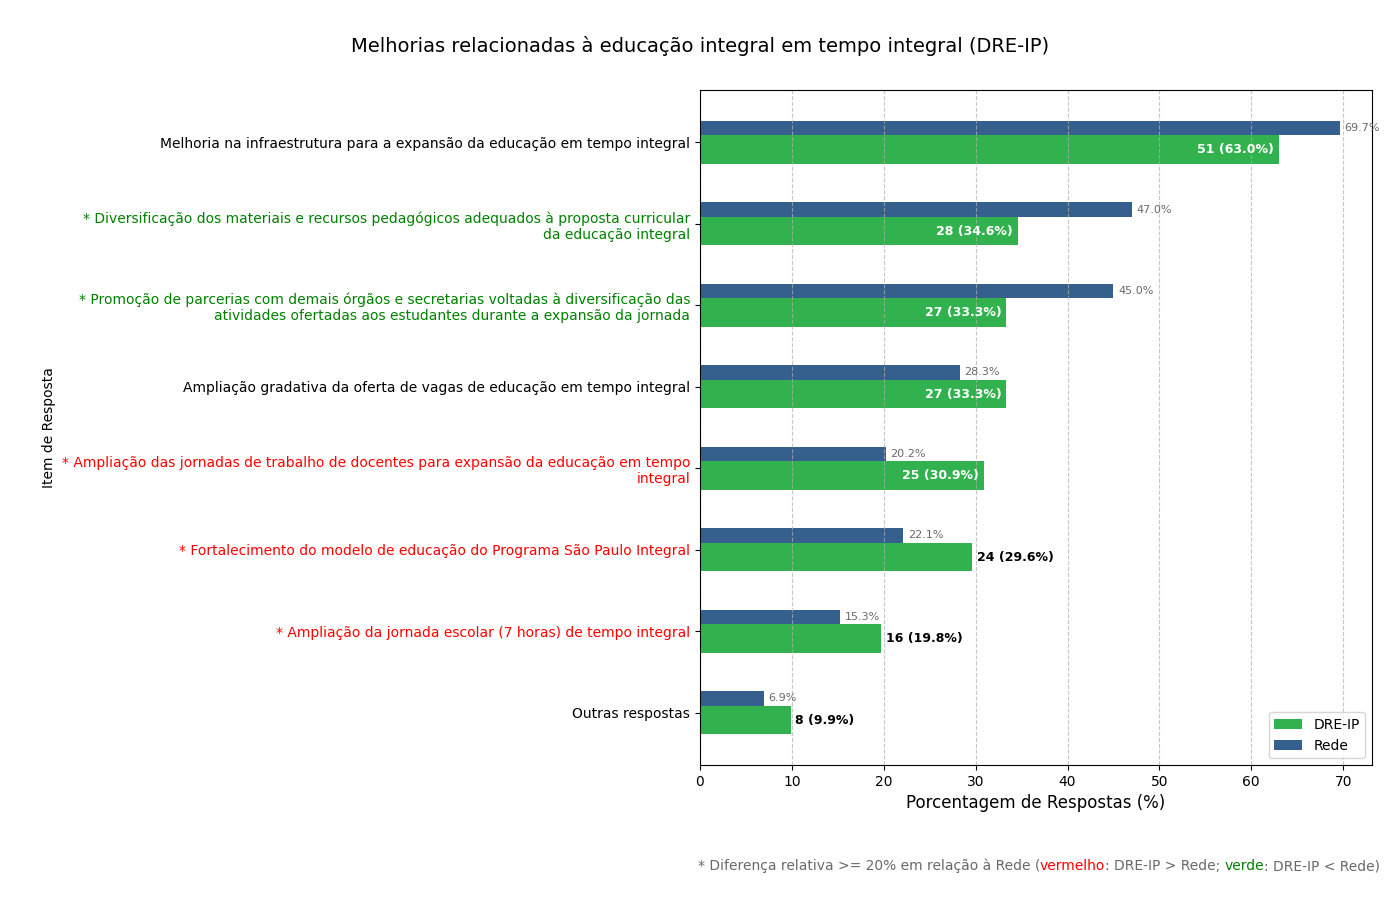 Melhorias relacionadas à educação integral em tempo integral (DRE-IP)
Item de Resposta
Melhoria na infraestrutura para a expansão da educação em tempo integral
69.7%
51 (63.0%)
* Diversificação dos materiais e recursos pedagógicos adequados à proposta curricular
da educação integral
47.0%
28 (34.6%)
* Promoção de parcerias com demais órgãos e secretarias voltadas à diversificação das
atividades ofertadas aos estudantes durante a expansão da jornada
45.0%
27 (33.3%)
Ampliação gradativa da oferta de vagas de educação em tempo integral
28.3%
27 (33.3%)
* Ampliação das jornadas de trabalho de docentes para expansão da educação em tempo
integral
20.2%
25 (30.9%)
* Fortalecimento do modelo de educação do Programa São Paulo Integral
22.1%
24 (29.6%)
* Ampliação da jornada escolar (7 horas) de tempo integral
15.3%
16 (19.8%)
Outras respostas
6.9%
8 (9.9%)
DRE-IP
Rede
0 10 20 30 40 50 60 70
Porcentagem de Respostas (%)
* Diferença relativa >= 20% em relação à Rede (vermelho: DRE-IP > Rede; verde: DRE-IP < Rede)